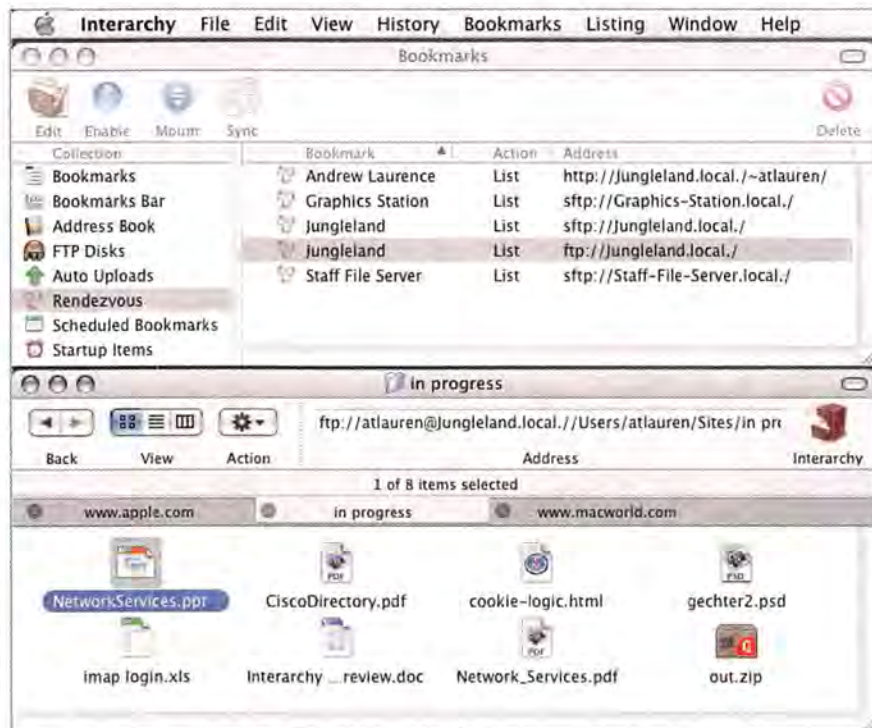 Interarchy File Edit View History Bookmarks Listing Window Help
Bookmarks
Edit Enable Mount Sync Delete
Collection Bookmark Action Address
Bookmarks Andrew Laurence List http://Jungleland.local./~atlauren/
Bookmarks Bar Graphics Station List sftp://Graphics-Station.local./
Address Book Jungleland List sftp://Jungleland.local./
FTP Disks Jungleland List ftp://Jungleland.local./
Auto Uploads Staff File Server List sftp://Staff-File-Server.local./
Rendezvous
Scheduled Bookmarks
Startup Items
in progress
ftp://atlauren@Jungleland.local.//Users/atlauren/Sites/in pro
Back View Action Address Interarchy
1 of 8 items selected
www.apple.com in progress www.macworld.com
PDF PSD
NetworkServices.ppt CiscoDirectory.pdf cookie-logic.html gechter2.psd
PDF
imap login.xls Interarchy ...review.doc Network_Services.pdf out.zip